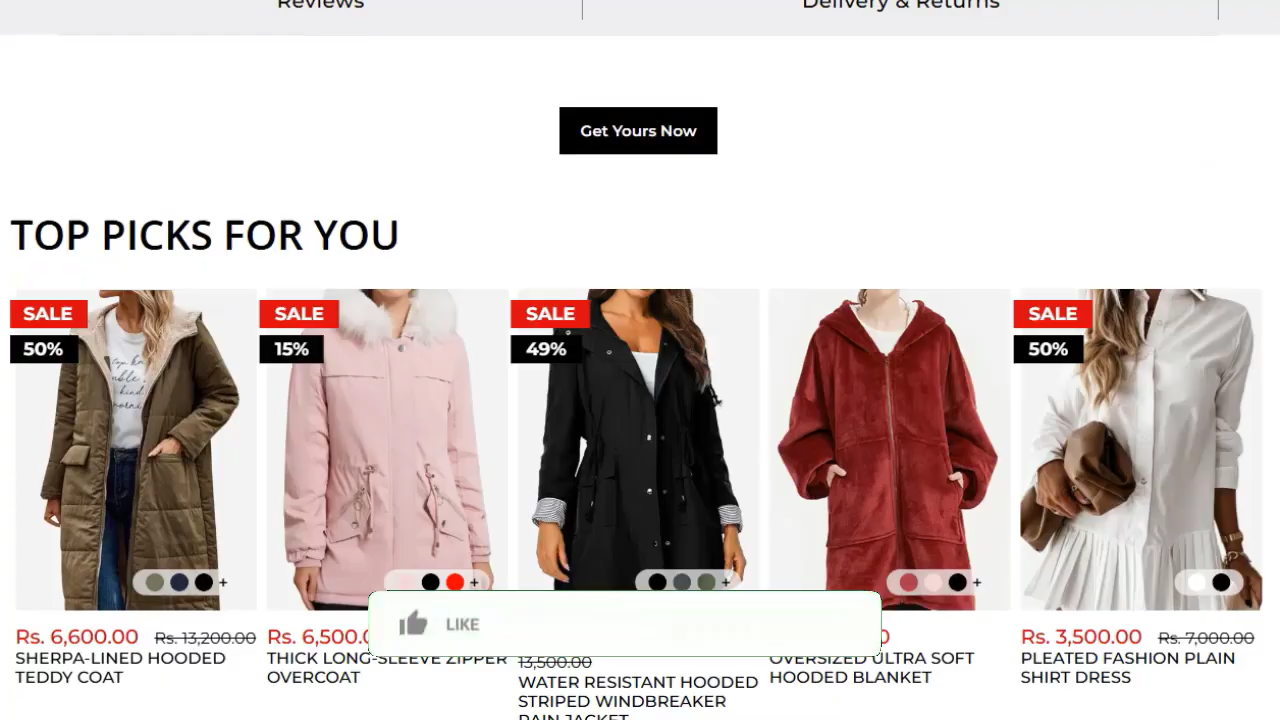 Reviews
Delivery & Returns
Get Yours Now
TOP PICKS FOR YOU
SALE
50%
SALE
15%
SALE
49%
SALE
50%
+
+
+
+
Rs. 6,600.00 Rs. 13,200.00
SHERPA-LINED HOODED
TEDDY COAT
Rs. 6,500.0
THICK LONG-SLEEVE ZIPPER
OVERCOAT
LIKE
13,500.00
WATER RESISTANT HOODED
STRIPED WINDBREAKER
RAIN JACKET
0
OVERSIZED ULTRA SOFT
HOODED BLANKET
Rs. 3,500.00 Rs. 7,000.00
PLEATED FASHION PLAIN
SHIRT DRESS